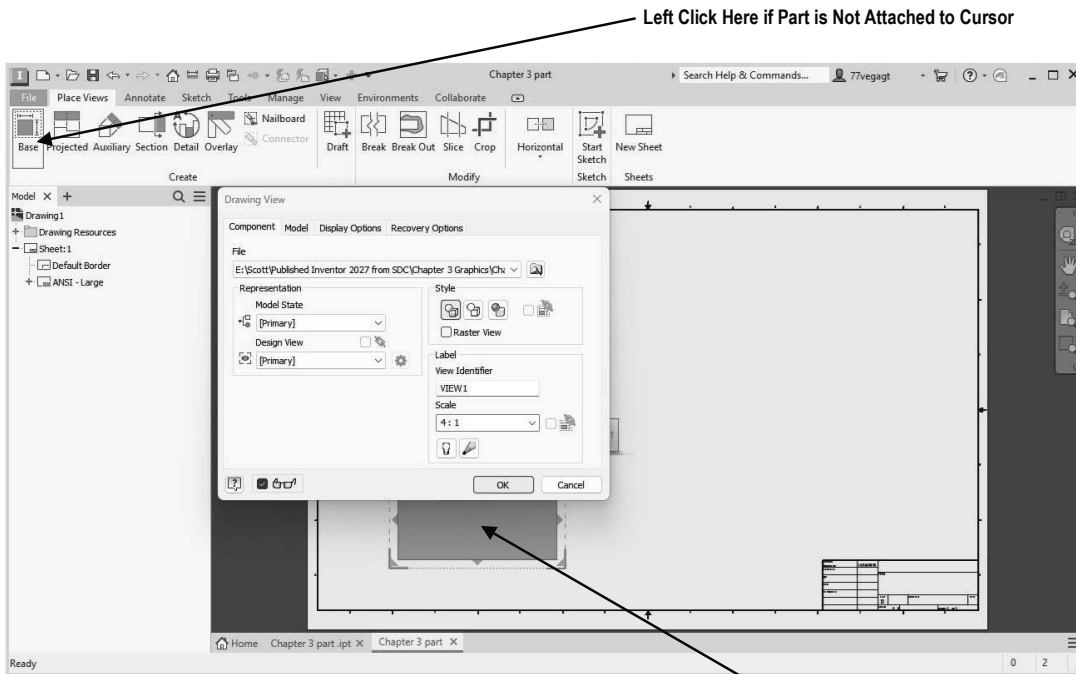 Left Click Here if Part is Not Attached to Cursor
Chapter 3 part
Search Help & Commands...
77vegagt
File Place Views Annotate Sketch Tools Manage View Environments Collaborate
Base Projected Auxiliary Section Detail Overlay
Nailboard
Connector
Draft Break Break Out Slice Crop Horizontal
Start Sketch
New Sheet
Create Modify Sketch Sheets
Model
Drawing1
Drawing Resources
Sheet:1
Default Border
ANSI - Large
Drawing View
Component Model Display Options Recovery Options
File
E:\Scott\Published Inventor 2027 from SDC\Chapter 3 Graphics\Cha
Representation
Model State
[Primary]
Design View
[Primary]
Style
Raster View
Label
View Identifier
VIEW1
Scale
4 : 1
OK Cancel
Home Chapter 3 part .ipt Chapter 3 part
Ready 0 2